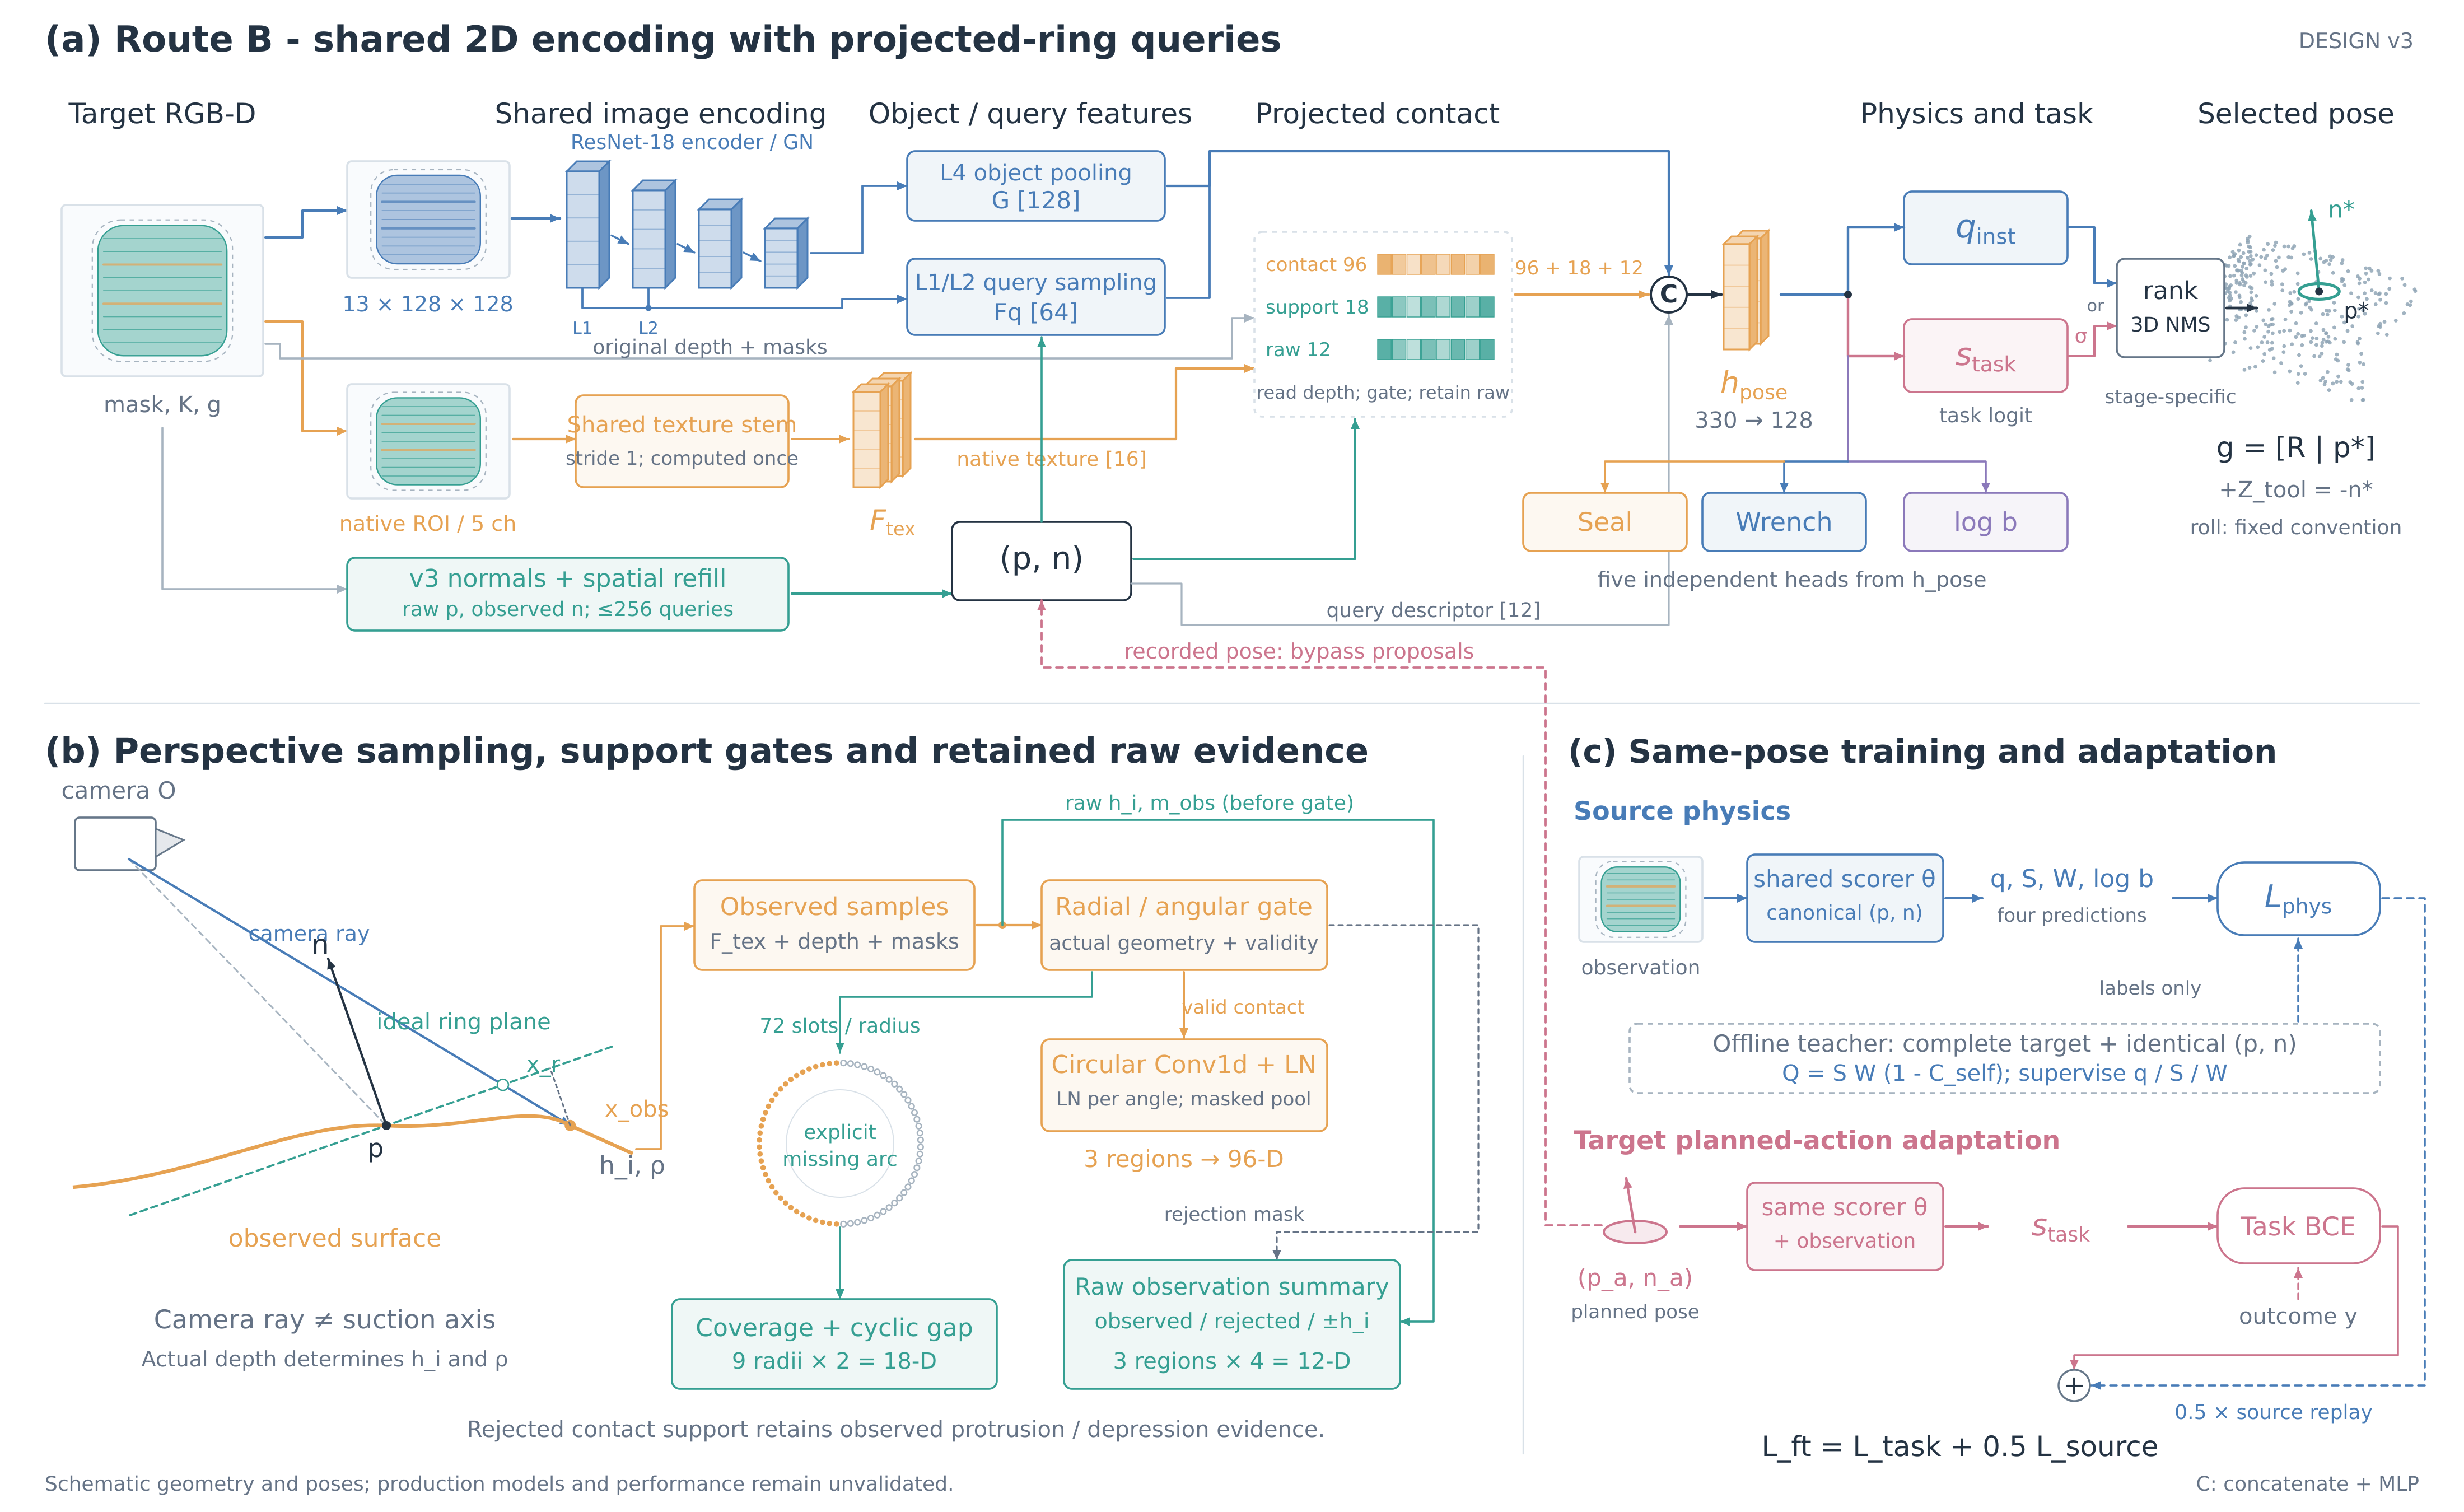 (a) Route B - shared 2D encoding with projected-ring queries
DESIGN v3
Target RGB-D
Shared image encoding
Object / query features
Projected contact
Physics and task
Selected pose
ResNet-18 encoder / GN
L4 object pooling
G [128]
L1/L2 query sampling
Fq [64]
13 × 128 × 128
L1
L2
original depth + masks
mask, K, g
contact 96
support 18
raw 12
read depth; gate; retain raw
96 + 18 + 12
C
h_pose
330 → 128
q_inst
s_task
task logit
or
σ
rank
3D NMS
stage-specific
n*
p*
g = [R | p*]
+Z_tool = -n*
roll: fixed convention
Shared texture stem
stride 1; computed once
native texture [16]
F_tex
native ROI / 5 ch
v3 normals + spatial refill
raw p, observed n; ≤256 queries
(p, n)
Seal
Wrench
log b
five independent heads from h_pose
query descriptor [12]
recorded pose: bypass proposals
(b) Perspective sampling, support gates and retained raw evidence
camera O
camera ray
n
ideal ring plane
x_r
x_obs
p
h_i, ρ
observed surface
Camera ray ≠ suction axis
Actual depth determines h_i and ρ
raw h_i, m_obs (before gate)
Observed samples
F_tex + depth + masks
Radial / angular gate
actual geometry + validity
72 slots / radius
valid contact
explicit
missing arc
Circular Conv1d + LN
LN per angle; masked pool
3 regions → 96-D
rejection mask
Coverage + cyclic gap
9 radii × 2 = 18-D
Raw observation summary
observed / rejected / ±h_i
3 regions × 4 = 12-D
Rejected contact support retains observed protrusion / depression evidence.
(c) Same-pose training and adaptation
Source physics
observation
shared scorer θ
canonical (p, n)
q, S, W, log b
four predictions
L_phys
labels only
Offline teacher: complete target + identical (p, n)
Q = S W (1 - C_self); supervise q / S / W
Target planned-action adaptation
(p_a, n_a)
planned pose
same scorer θ
+ observation
s_task
Task BCE
outcome y
+
0.5 × source replay
L_ft = L_task + 0.5 L_source
Schematic geometry and poses; production models and performance remain unvalidated.
C: concatenate + MLP